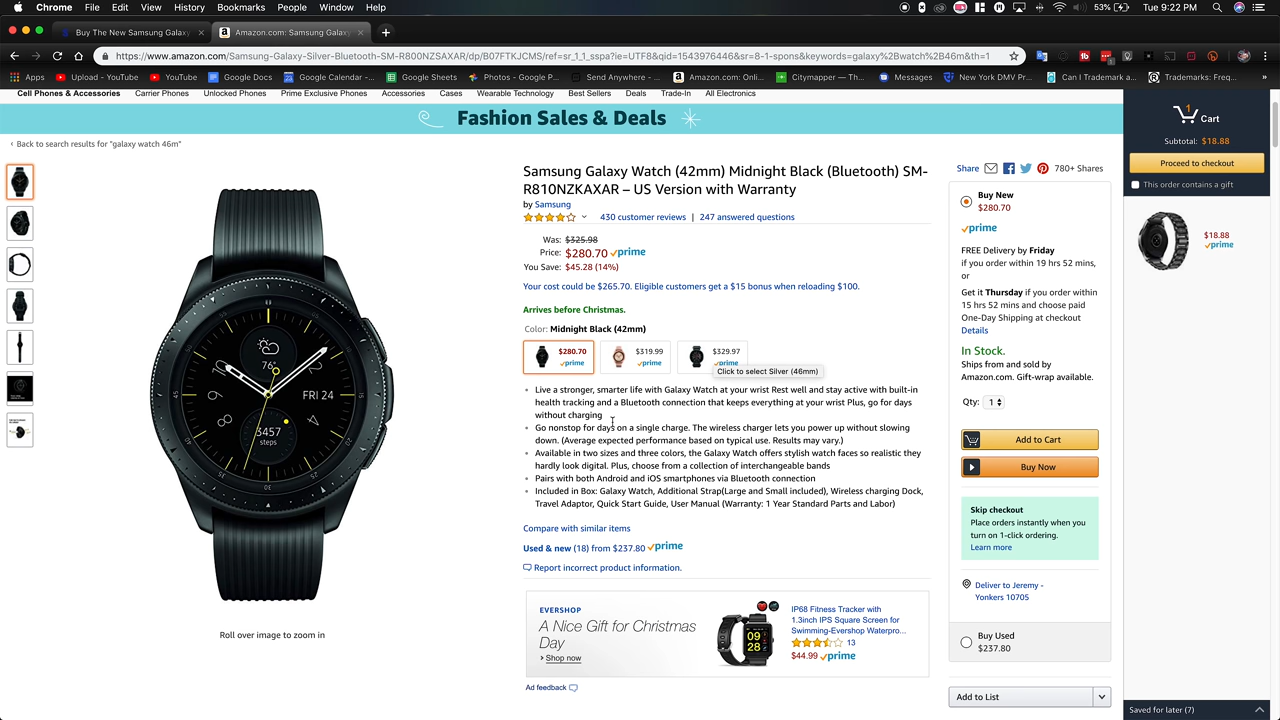 Chrome File Edit View History Bookmarks People Window Help
53%
Buy The New Samsung Galaxy
Amazon.com: Samsung Galaxy
https://www.amazon.com/Samsung-Galaxy-Silver-Bluetooth-SM-R800NZSAXAR/dp/B07FTKJCMS/ref=sr_1_1_sspa?ie=UTF8&qid=1543976446&sr=8-1-spons&keywords=galaxy%2Bwatch%2B46m&th=1
Apps Upload - YouTube YouTube Google Docs Google Calendar -... Google Sheets Photos - Google P... Send Anywhere -... Amazon.com: Onli... Citymapper — Th... Messages New York DMV Pr... Can I Trademark a... Trademarks: Freq...
Cell Phones & Accessories Carrier Phones Unlocked Phones Prime Exclusive Phones Accessories Cases Wearable Technology Best Sellers Deals Trade-In All Electronics
Fashion Sales & Deals
‹ Back to search results for "galaxy watch 46m"
Samsung Galaxy Watch (42mm) Midnight Black (Bluetooth) SM-
R810NZKAXAR – US Version with Warranty
by Samsung
430 customer reviews | 247 answered questions
Was: $325.98
Price: $280.70 prime
You Save: $45.28 (14%)
Your cost could be $265.70. Eligible customers get a $15 bonus when reloading $100.
Arrives before Christmas.
Color: Midnight Black (42mm)
$280.70 prime
$319.99 prime
$329.97 prime
Click to select Silver (46mm)
• Live a stronger, smarter life with Galaxy Watch at your wrist Rest well and stay active with built-in
health tracking and a Bluetooth connection that keeps everything at your wrist Plus, go for days
without charging
• Go nonstop for days on a single charge. The wireless charger lets you power up without slowing
down. (Average expected performance based on typical use. Results may vary.)
• Available in two sizes and three colors, the Galaxy Watch offers stylish watch faces so realistic they
hardly look digital. Plus, choose from a collection of interchangeable bands
• Pairs with both Android and iOS smartphones via Bluetooth connection
• Included in Box: Galaxy Watch, Additional Strap(Large and Small included), Wireless charging Dock,
Travel Adaptor, Quick Start Guide, User Manual (Warranty: 1 Year Standard Parts and Labor)
Compare with similar items
Used & new (18) from $237.80 prime
Report incorrect product information.
EVERSHOP
A Nice Gift for Christmas
Day
› Shop now
09
28
IP68 Fitness Tracker with
1.3inch IPS Square Screen for
Swimming-Evershop Waterpro...
13
$44.99 prime
Ad feedback
76°
FRI 24
3457
steps
Roll over image to zoom in
Share 780+ Shares
Buy New
$280.70
prime
FREE Delivery by Friday
if you order within 19 hrs 52 mins,
or
Get it Thursday if you order within
15 hrs 52 mins and choose paid
One-Day Shipping at checkout
Details
In Stock.
Ships from and sold by
Amazon.com. Gift-wrap available.
Qty: 1
Add to Cart
Buy Now
Skip checkout
Place orders instantly when you
turn on 1-click ordering.
Learn more
Deliver to Jeremy -
Yonkers 10705
Buy Used
$237.80
Add to List
1
Cart
Subtotal: $18.88
Proceed to checkout
This order contains a gift
$18.88
prime
Saved for later (7)